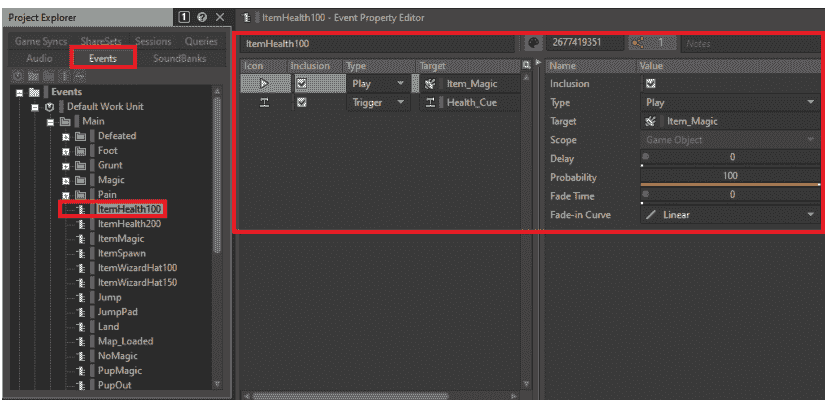 Project Explorer
1
ItemHealth100 - Event Property Editor
Game Syncs ShareSets Sessions Queries
Audio Events SoundBanks
Events
Default Work Unit
Main
Defeated
Foot
Grunt
Magic
Pain
ItemHealth100
ItemHealth200
ItemMagic
ItemSpawn
ItemWizardHat100
ItemWizardHat150
Jump
JumpPad
Land
Map_Loaded
NoMagic
PupMagic
PupOut
ItemHealth100 2677419351 1 Notes
Icon Inclusion Type Target
Play Item_Magic
Trigger Health_Cue
Name Value
Inclusion
Type Play
Target Item_Magic
Scope Game Object
Delay 0
Probability 100
Fade Time 0
Fade-in Curve Linear